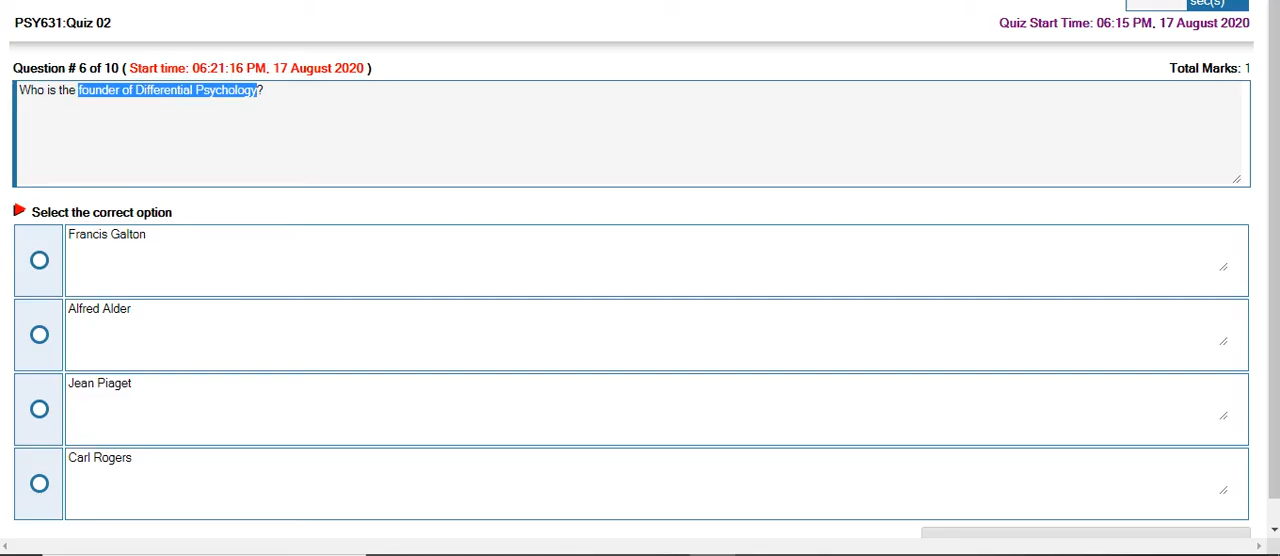 sec(s)
PSY631:Quiz 02
Quiz Start Time: 06:15 PM, 17 August 2020
Question # 6 of 10 ( Start time: 06:21:16 PM, 17 August 2020 )
Total Marks: 1
Who is the founder of Differential Psychology?
Select the correct option
Francis Galton
Alfred Alder
Jean Piaget
Carl Rogers